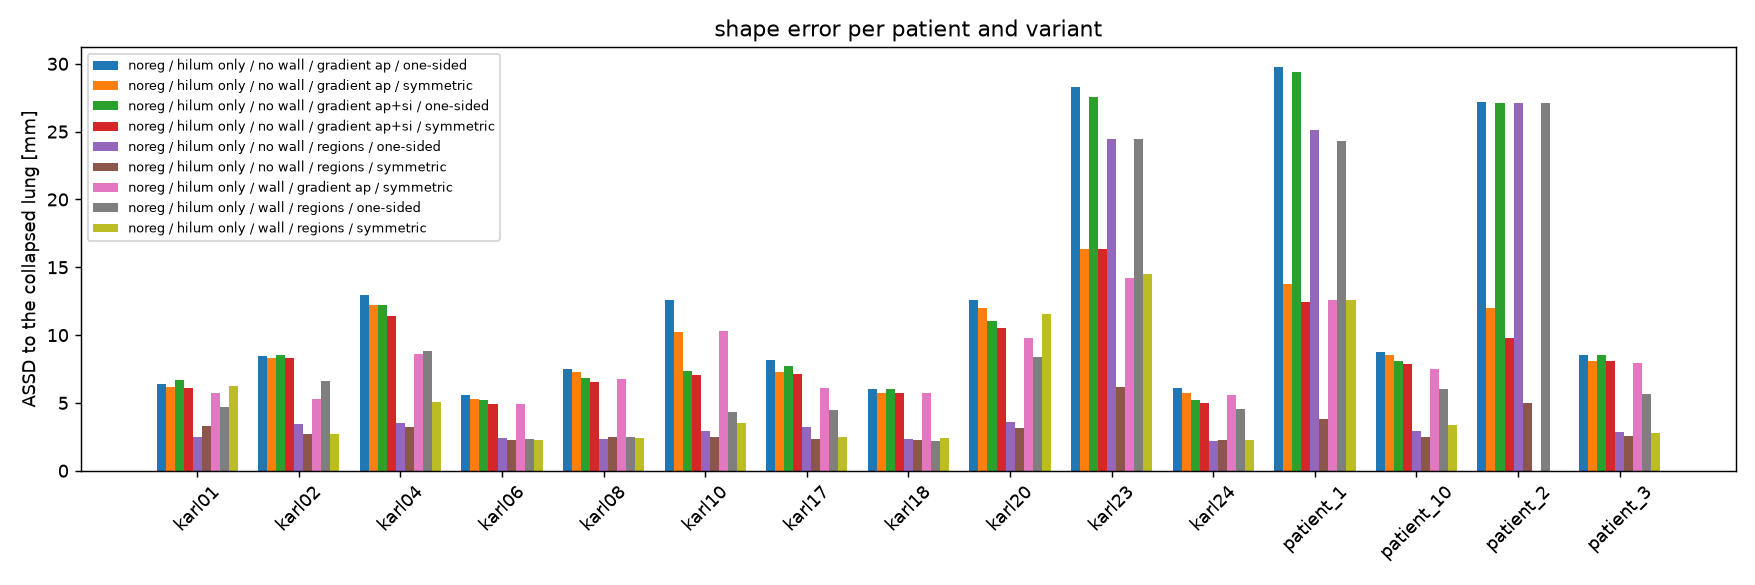 shape error per patient and variant
noreg / hilum only / no wall / gradient ap / one-sided
noreg / hilum only / no wall / gradient ap / symmetric
noreg / hilum only / no wall / gradient ap+si / one-sided
noreg / hilum only / no wall / gradient ap+si / symmetric
noreg / hilum only / no wall / regions / one-sided
noreg / hilum only / no wall / regions / symmetric
noreg / hilum only / wall / gradient ap / symmetric
noreg / hilum only / wall / regions / one-sided
noreg / hilum only / wall / regions / symmetric
ASSD to the collapsed lung [mm]
30
25
20
15
10
5
0
karl01
karl02
karl04
karl06
karl08
karl10
karl17
karl18
karl20
karl23
karl24
patient_1
patient_10
patient_2
patient_3